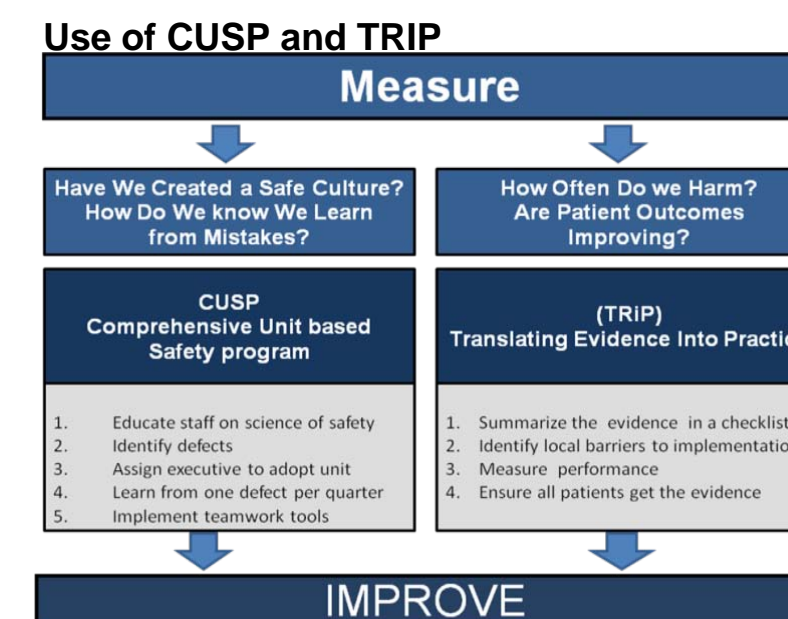 Use of CUSP and TRIP
Measure
Have We Created a Safe Culture?
How Do We know We Learn
from Mistakes?
How Often Do we Harm?
Are Patient Outcomes
Improving?
CUSP
Comprehensive Unit based
Safety program
1. Educate staff on science of safety
2. Identify defects
3. Assign executive to adopt unit
4. Learn from one defect per quarter
5. Implement teamwork tools
(TRiP)
Translating Evidence Into Practic
1. Summarize the evidence in a checklist
2. Identify local barriers to implementatio
3. Measure performance
4. Ensure all patients get the evidence
IMPROVE